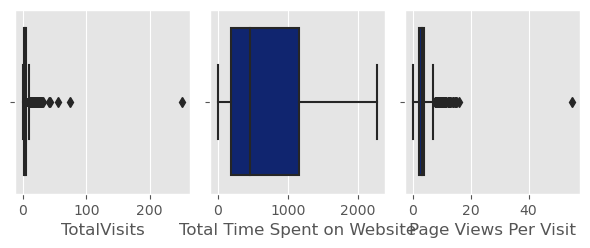 0 100 200 0 1000 2000 0 20 40
TotalVisits Total Time Spent on Website Page Views Per Visit